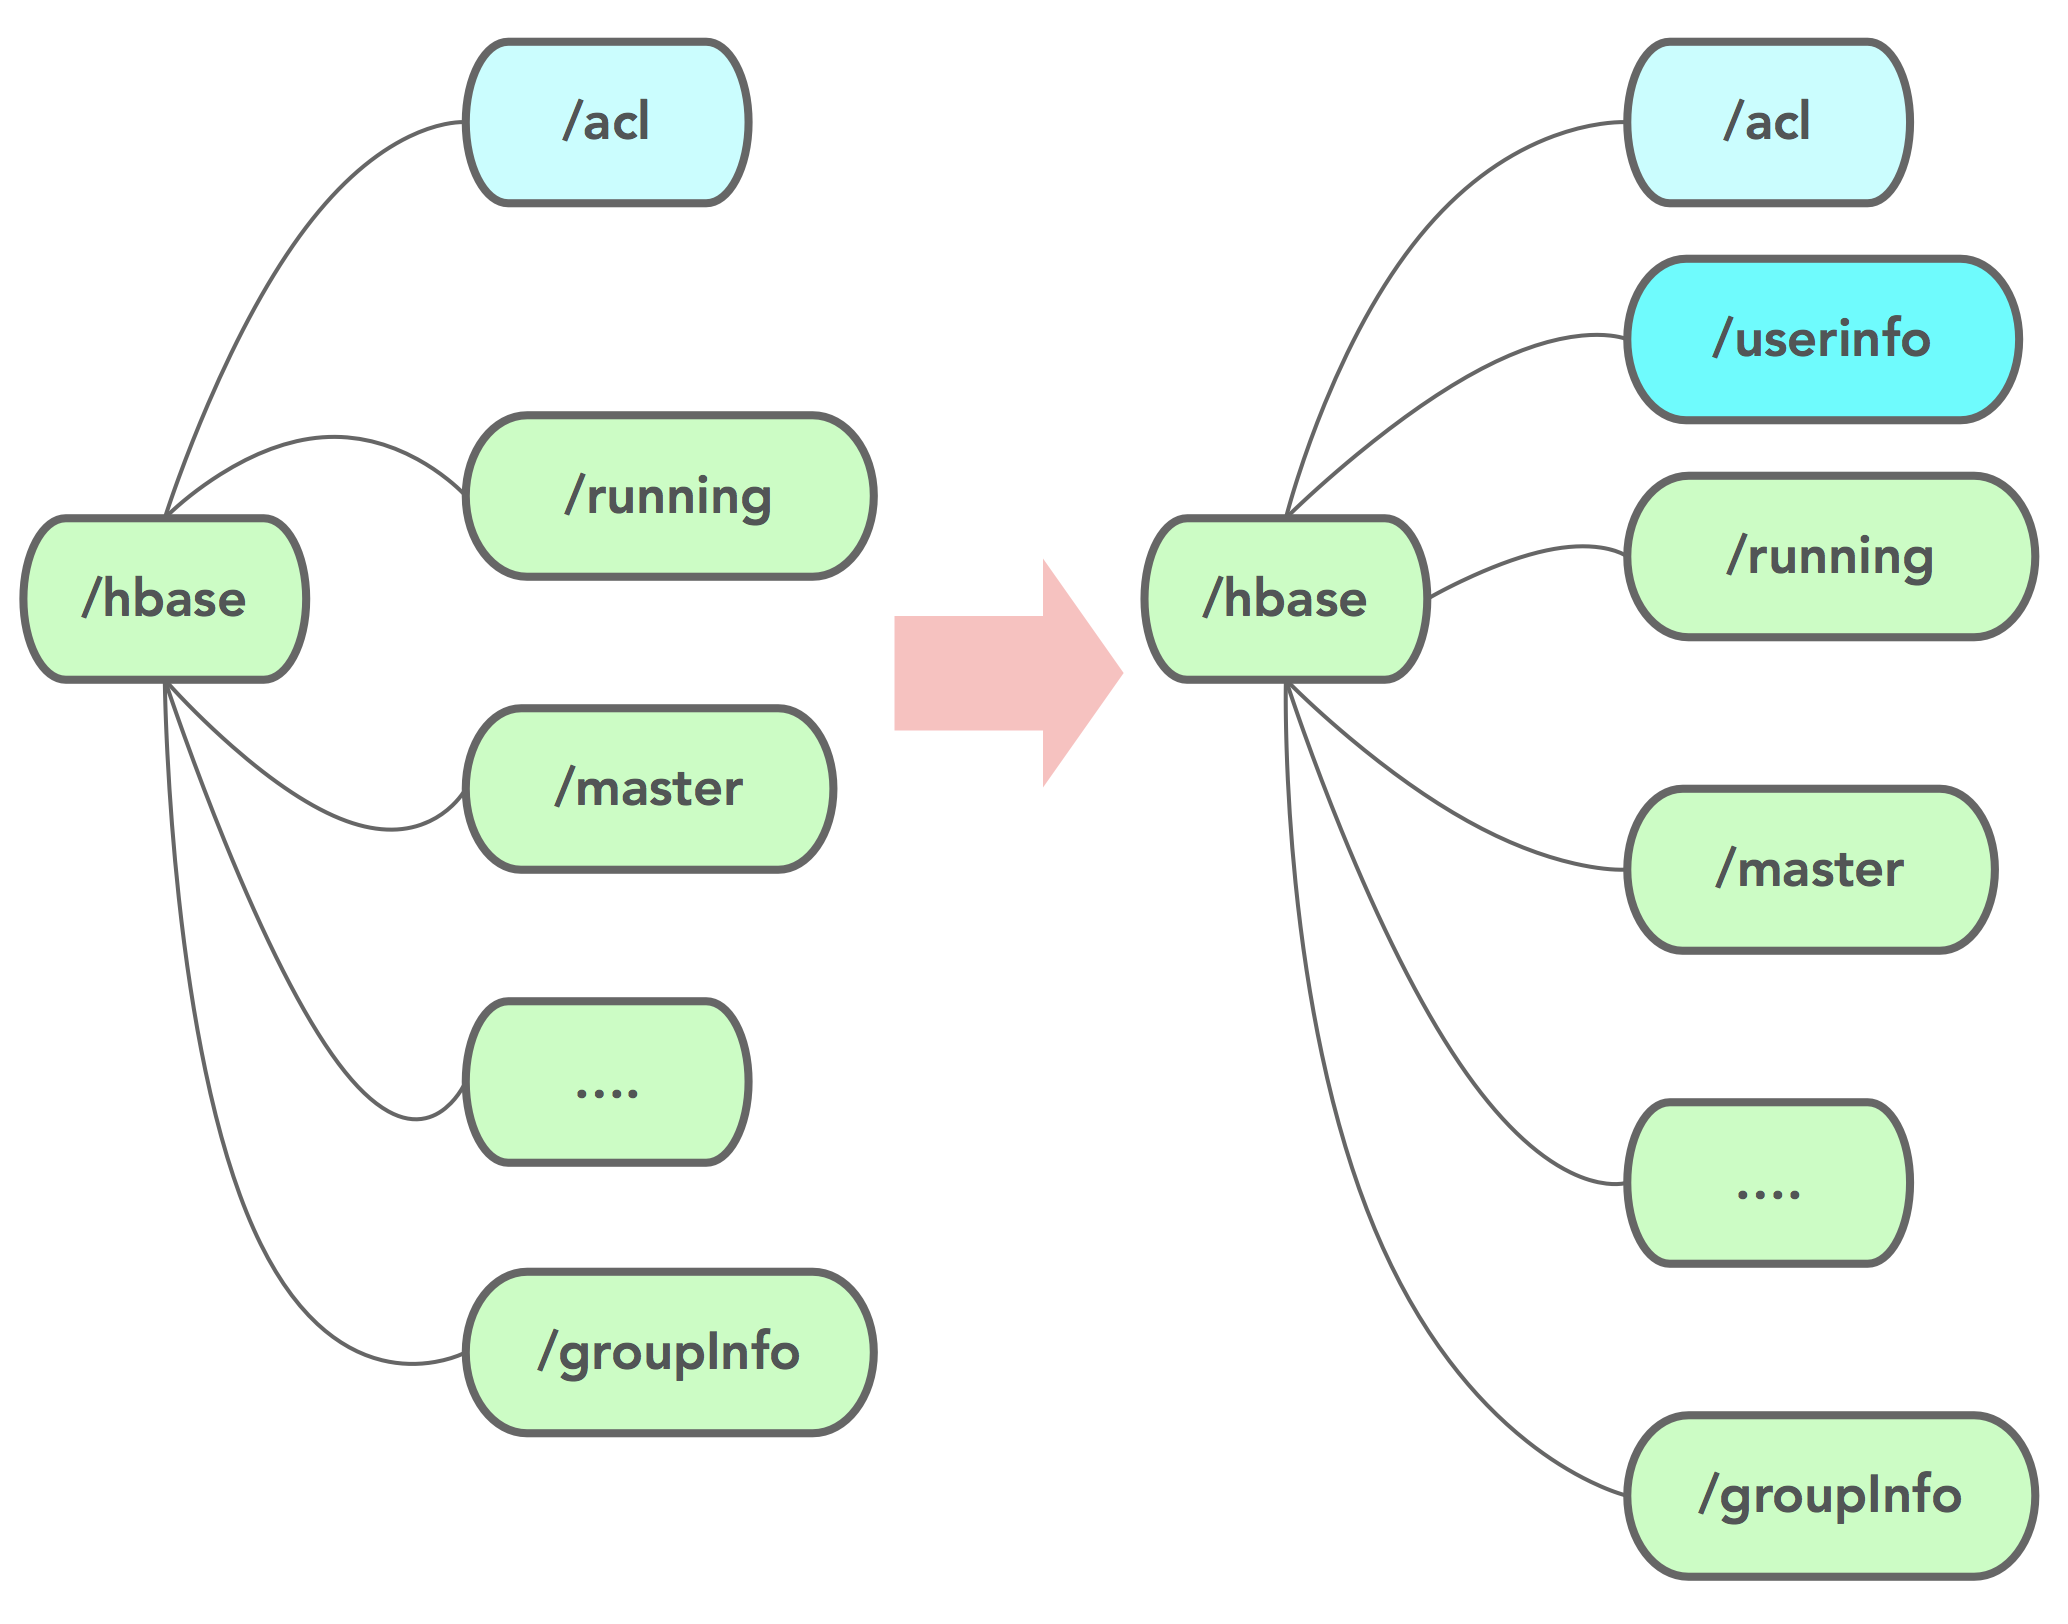 /acl
/running
/hbase
/master
....
/groupInfo
/acl
/userinfo
/running
/hbase
/master
....
/groupInfo